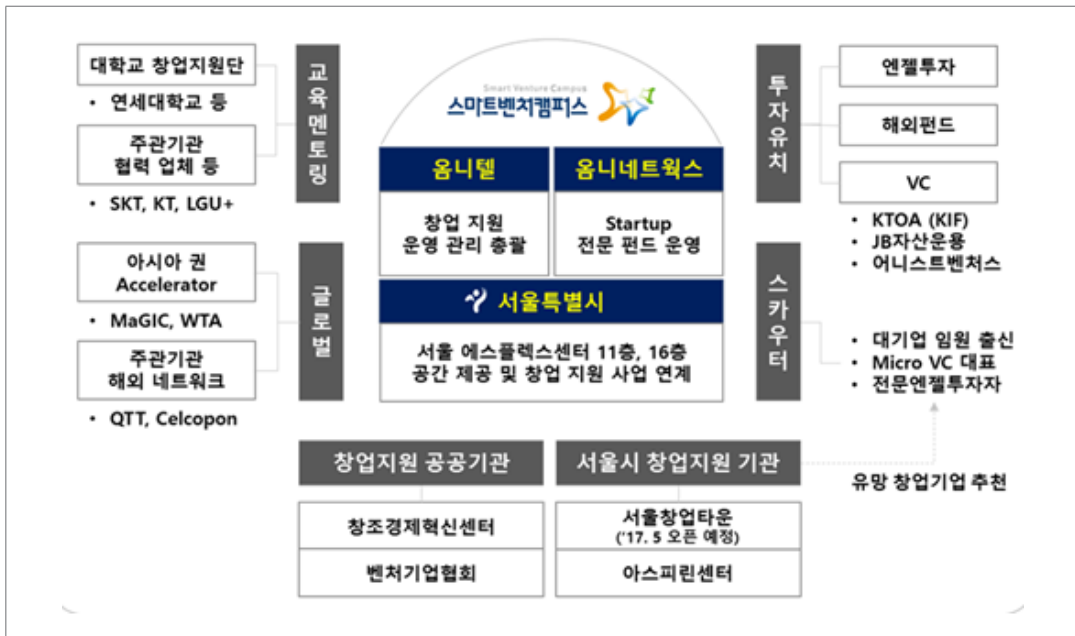 대학교 창업지원단
• 연세대학교 등
주관기관
협력 업체 등
• SKT, KT, LGU+
교육멘토링
아시아 권
Accelerator
• MaGIC, WTA
주관기관
해외 네트워크
• QTT, Celcopon
글로벌
Smart Venture Campus
스마트벤처캠퍼스
옴니텔
창업 지원
운영 관리 총괄
옴니네트웍스
Startup
전문 펀드 운영
서울특별시
서울 에스플렉스센터 11층, 16층
공간 제공 및 창업 지원 사업 연계
투자유치
엔젤투자
해외펀드
VC
• KTOA (KIF)
• JB자산운용
• 어니스트벤처스
스카우터
• 대기업 임원 출신
• Micro VC 대표
• 전문엔젤투자자
유망 창업기업 추천
창업지원 공공기관
창조경제혁신센터
벤처기업협회
서울시 창업지원 기관
서울창업타운
('17. 5 오픈 예정)
아스피린센터